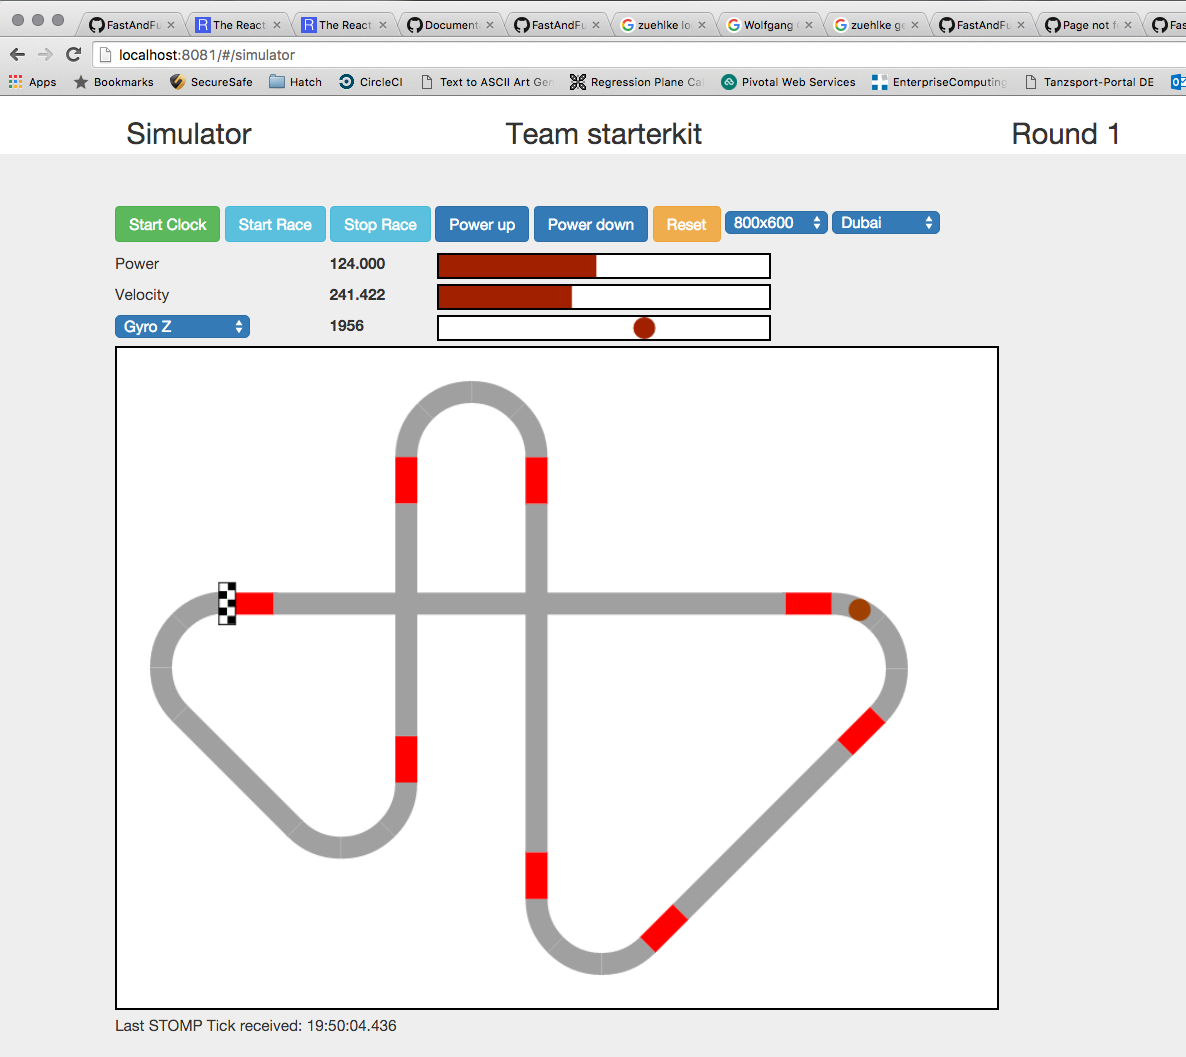 FastAndFu
The React
The React
Document
FastAndFu
zuehlke lo
Wolfgang
zuehlke ge
FastAndFu
Page not f
Fas
localhost:8081/#/simulator
Apps Bookmarks SecureSafe Hatch CircleCI Text to ASCII Art Gen Regression Plane Cal Pivotal Web Services EnterpriseComputing Tanzsport-Portal DE
Simulator Team starterkit Round 1
Start Clock Start Race Stop Race Power up Power down Reset 800x600 Dubai
Power 124.000
Velocity 241.422
Gyro Z 1956
Last STOMP Tick received: 19:50:04.436